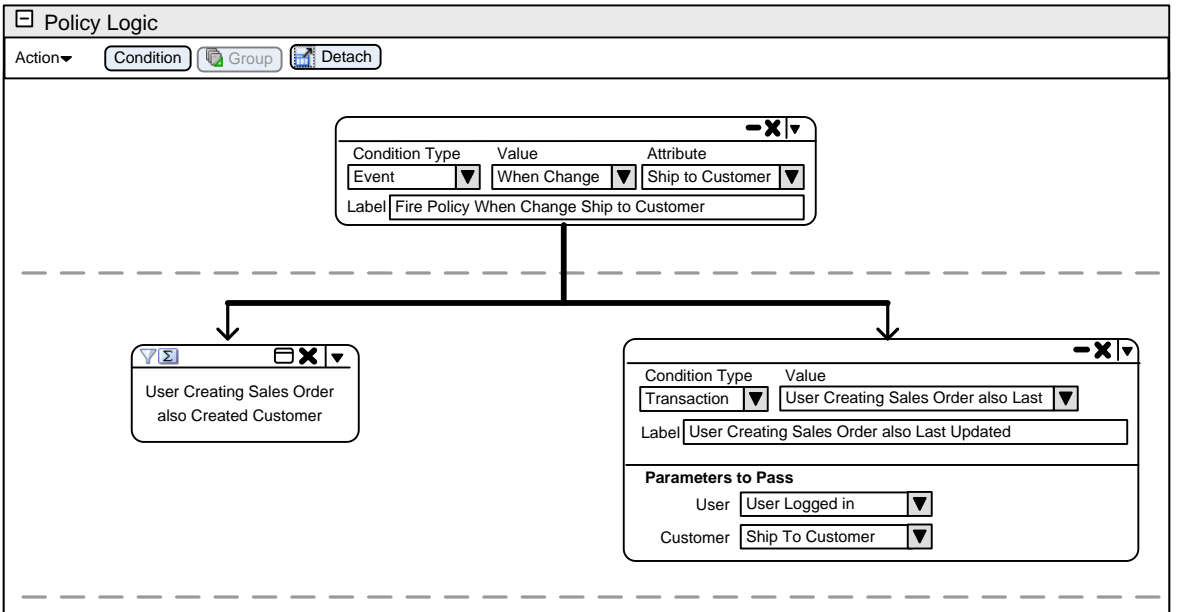 Policy Logic
Action Condition Group Detach
Condition Type Value Attribute
Event When Change Ship to Customer
Label Fire Policy When Change Ship to Customer
Σ
User Creating Sales Order
also Created Customer
Condition Type Value
Transaction User Creating Sales Order also Last
Label User Creating Sales Order also Last Updated
Parameters to Pass
User User Logged in
Customer Ship To Customer